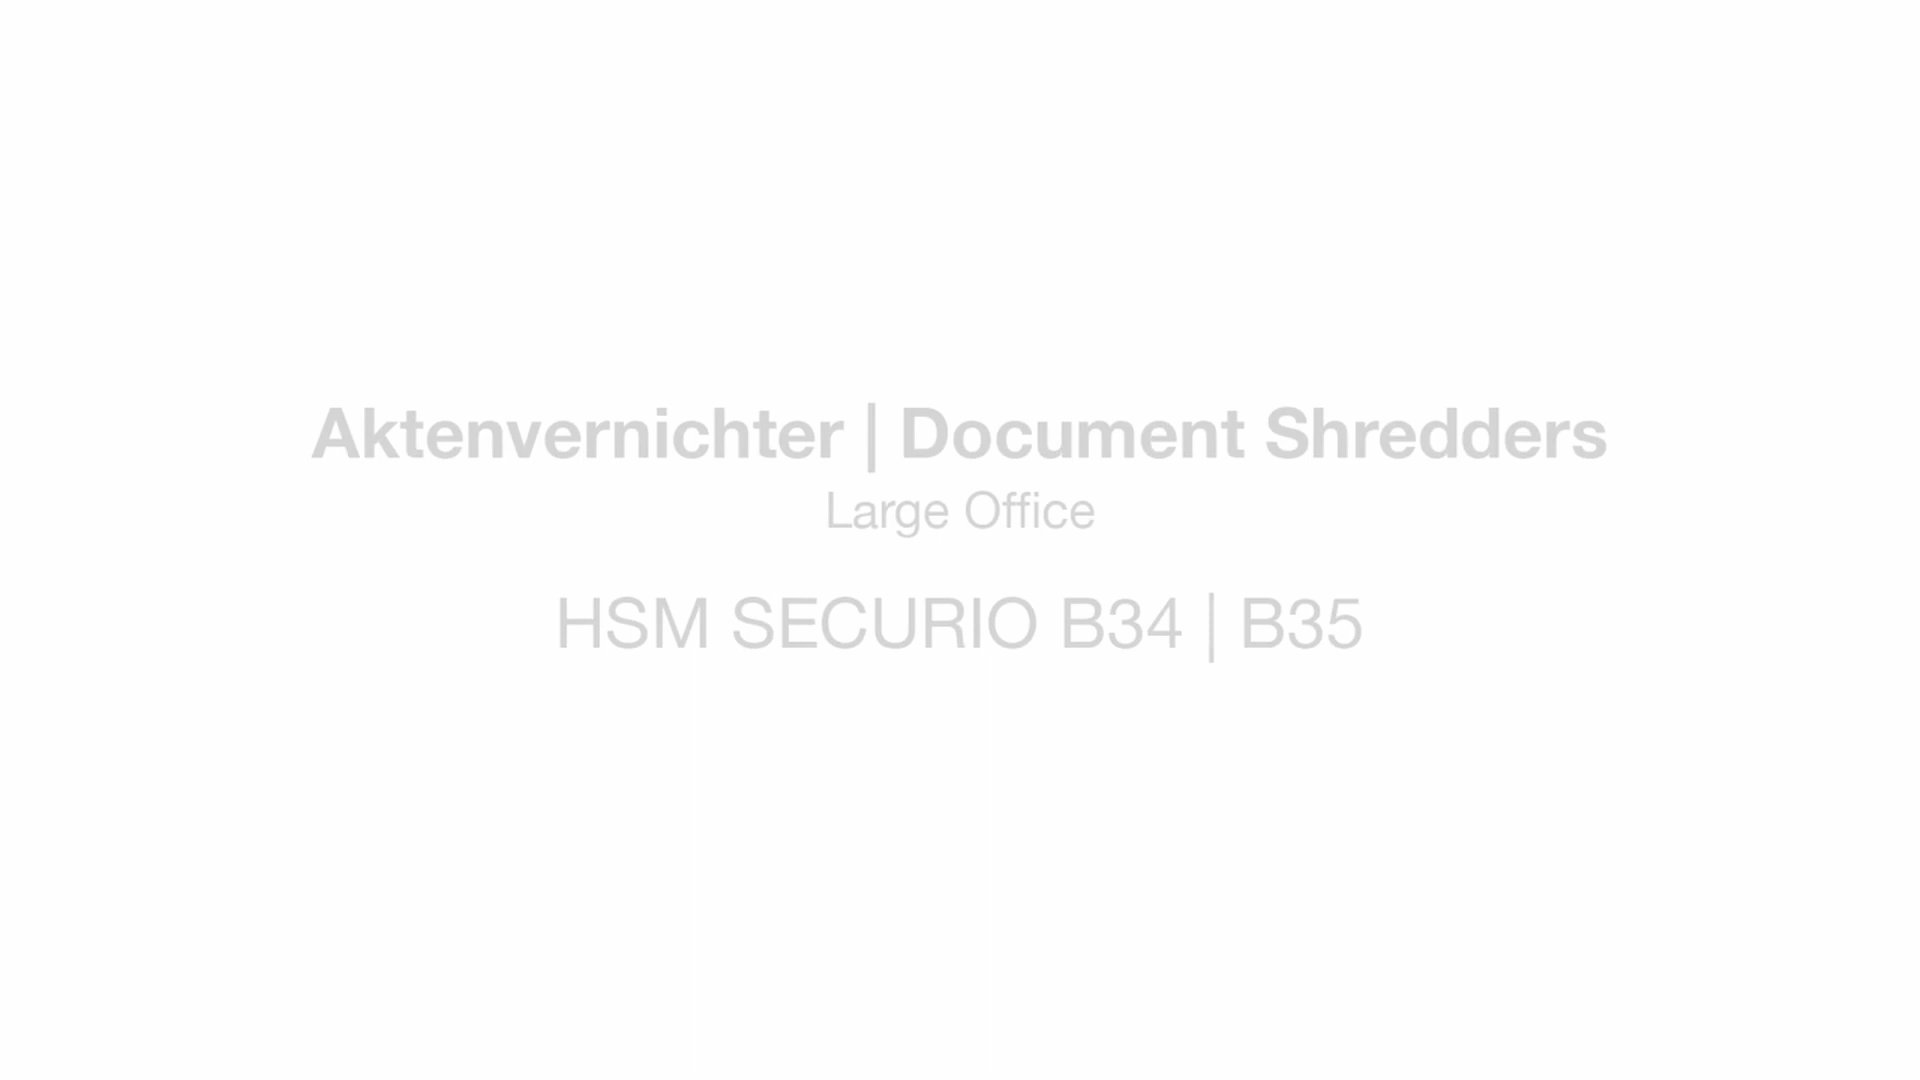 Aktenvernichter | Document Shredders
Large Office
HSM SECURIO B34 | B35